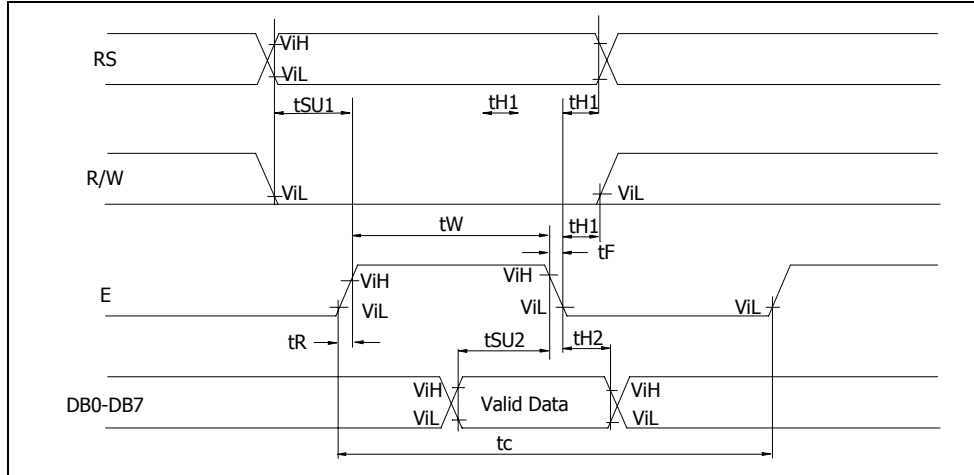 RS
ViH
ViL
tSU1
tH1
tH1
R/W
ViL
ViL
tW
tH1
tF
E
ViH
ViL
ViH
ViL
ViL
tR
tSU2
tH2
DB0-DB7
ViH
ViL
Valid Data
ViH
ViL
tc